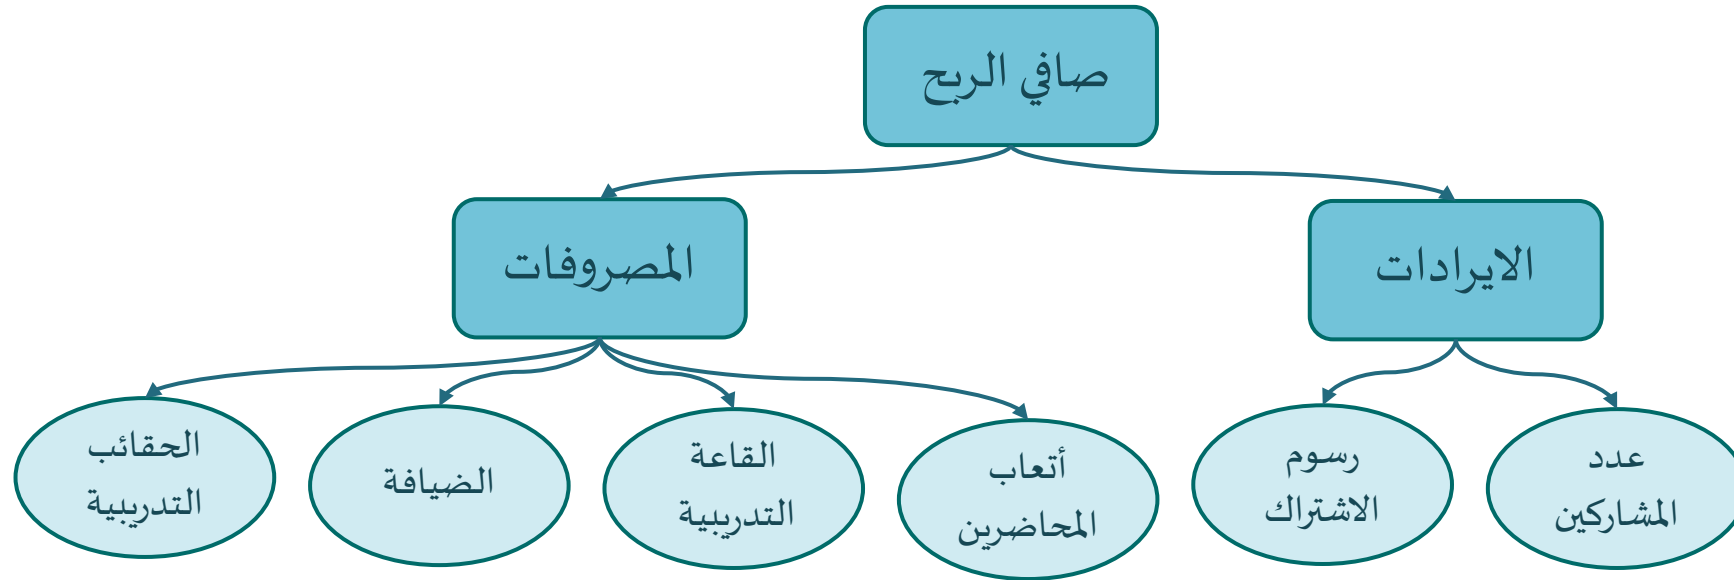 صافي الربح
الايرادات
المصروفات
عدد
المشاركين
رسوم
الاشتراك
أتعاب
المحاضرين
القاعة
التدريبية
الضيافة
الحقائب
التدريبية